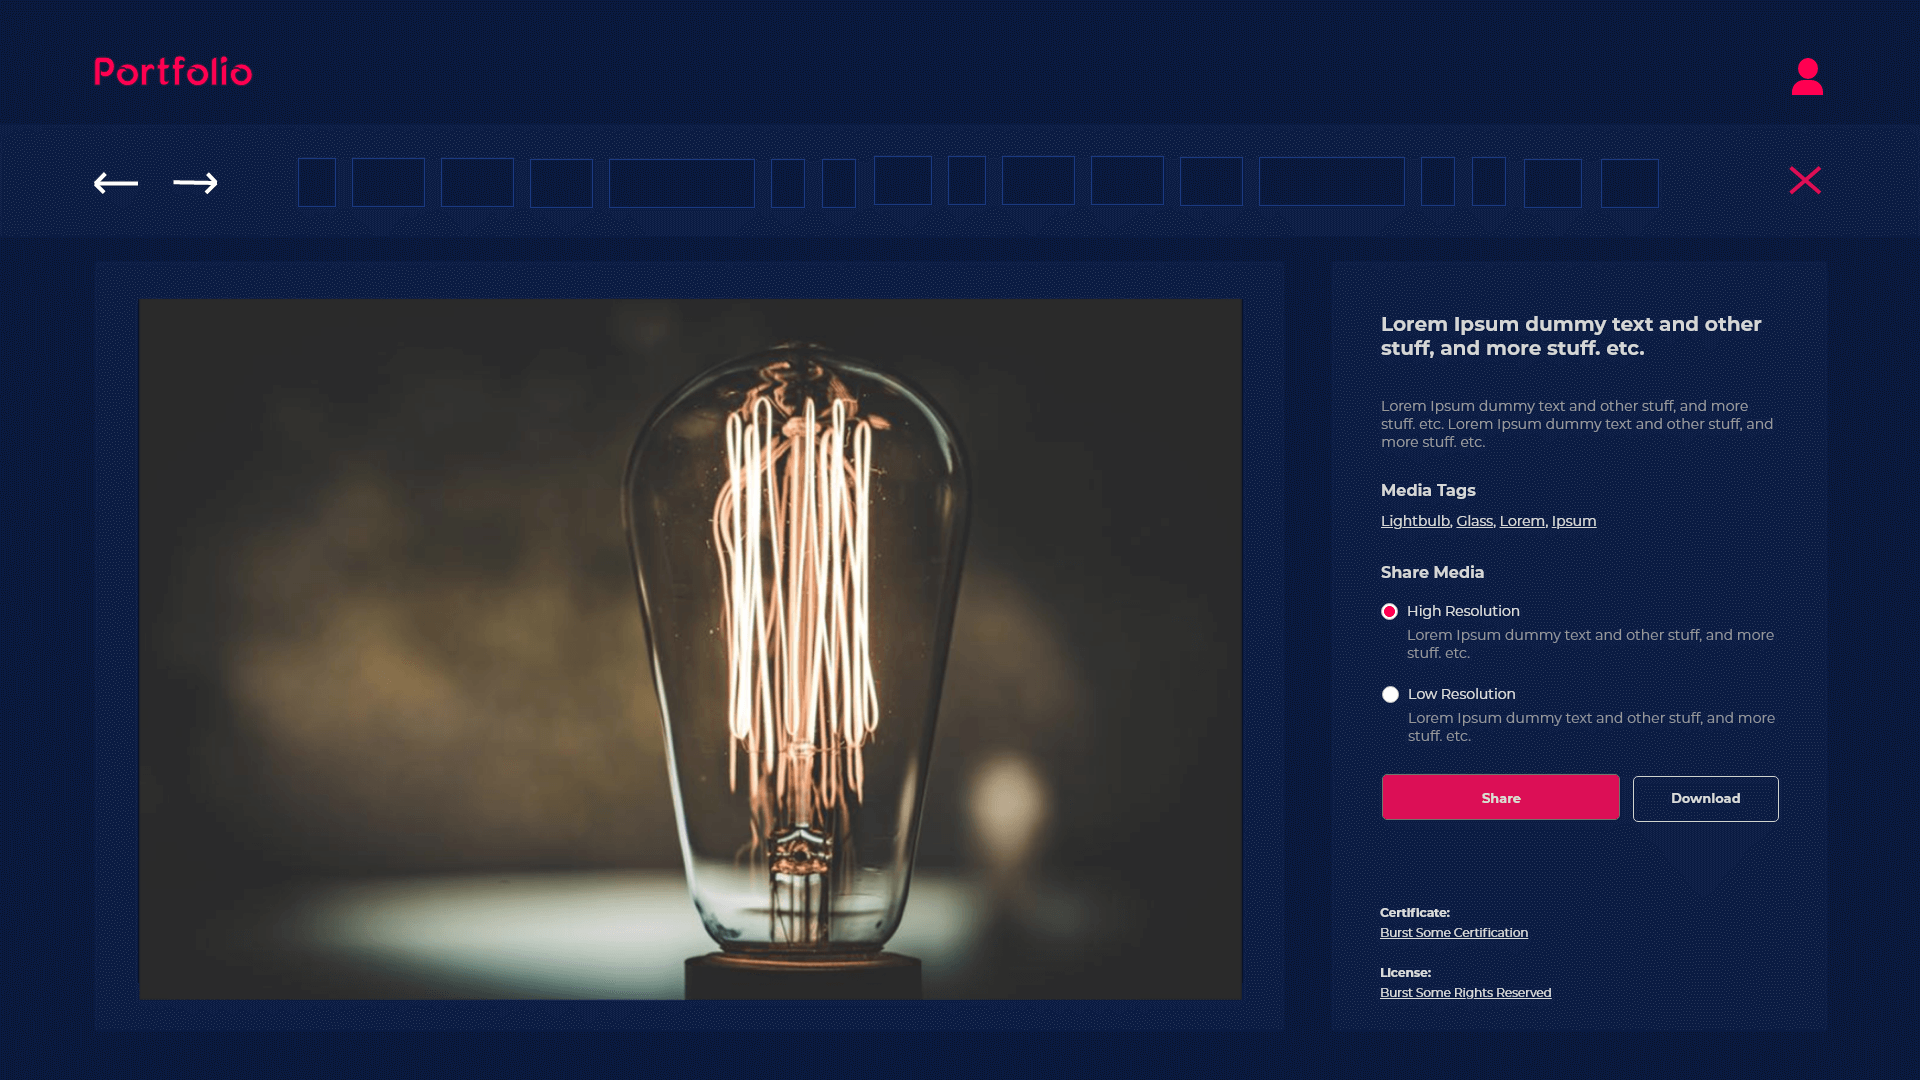 Portfolio
Lorem Ipsum dummy text and other
stuff, and more stuff. etc.
Lorem Ipsum dummy text and other stuff, and more
stuff. etc. Lorem Ipsum dummy text and other stuff, and
more stuff. etc.
Media Tags
Lightbulb, Glass, Lorem, Ipsum
Share Media
High Resolution
Lorem Ipsum dummy text and other stuff, and more
stuff. etc.
Low Resolution
Lorem Ipsum dummy text and other stuff, and more
stuff. etc.
Share
Download
Certificate:
Burst Some Certification
License:
Burst Some Rights Reserved